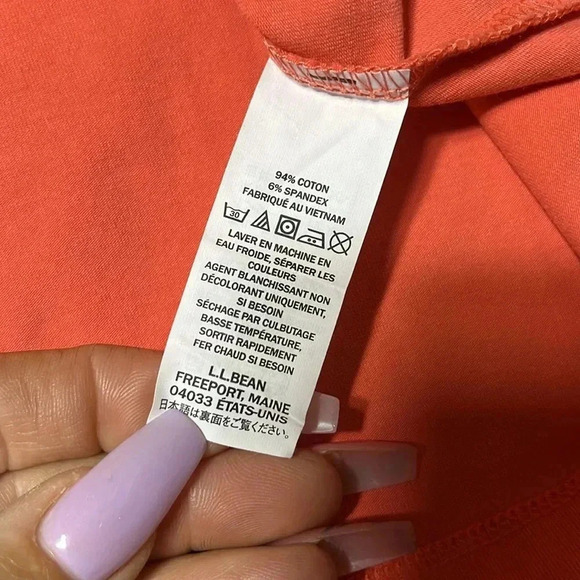 94% COTON
6% SPANDEX
FABRIQUÉ AU VIETNAM
30
LAVER EN MACHINE EN
EAU FROIDE, SÉPARER LES
COULEURS
AGENT BLANCHISSANT NON
DÉCOLORANT UNIQUEMENT,
SI BESOIN
SÉCHAGE PAR CULBUTAGE
BASSE TEMPÉRATURE,
SORTIR RAPIDEMENT
FER CHAUD SI BESOIN
L.L.BEAN
FREEPORT, MAINE
04033 ÉTATS-UNIS
日本語は裏面をご覧ください。